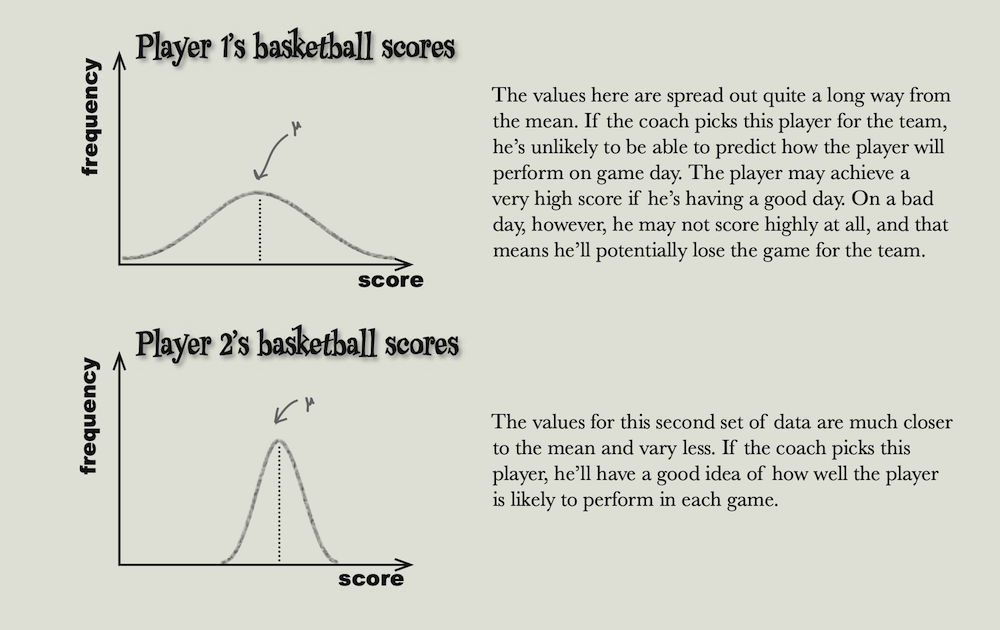 Player 1's basketball scores
frequency
μ
score
The values here are spread out quite a long way from
the mean. If the coach picks this player for the team,
he's unlikely to be able to predict how the player will
perform on game day. The player may achieve a
very high score if he's having a good day. On a bad
day, however, he may not score highly at all, and that
means he'll potentially lose the game for the team.
Player 2's basketball scores
frequency
μ
score
The values for this second set of data are much closer
to the mean and vary less. If the coach picks this
player, he'll have a good idea of how well the player
is likely to perform in each game.